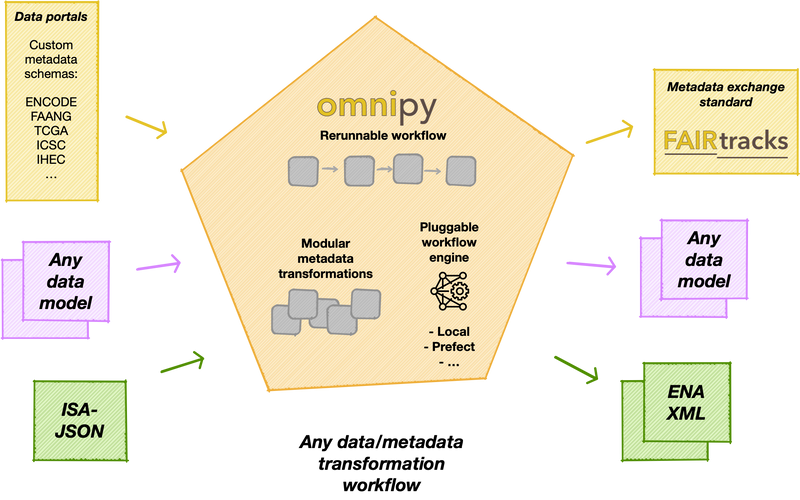 Data portals
Custom
metadata
schemas:
ENCODE
FAANG
TCGA
ICSC
IHEC
...
Any
data
model
ISA-
JSON
omnipy
Rerunnable workflow
Modular
metadata
transformations
Pluggable
workflow
engine
- Local
- Prefect
- ...
Any data/metadata
transformation
workflow
Metadata exchange
standard
FAIRtracks
Any
data
model
ENA
XML